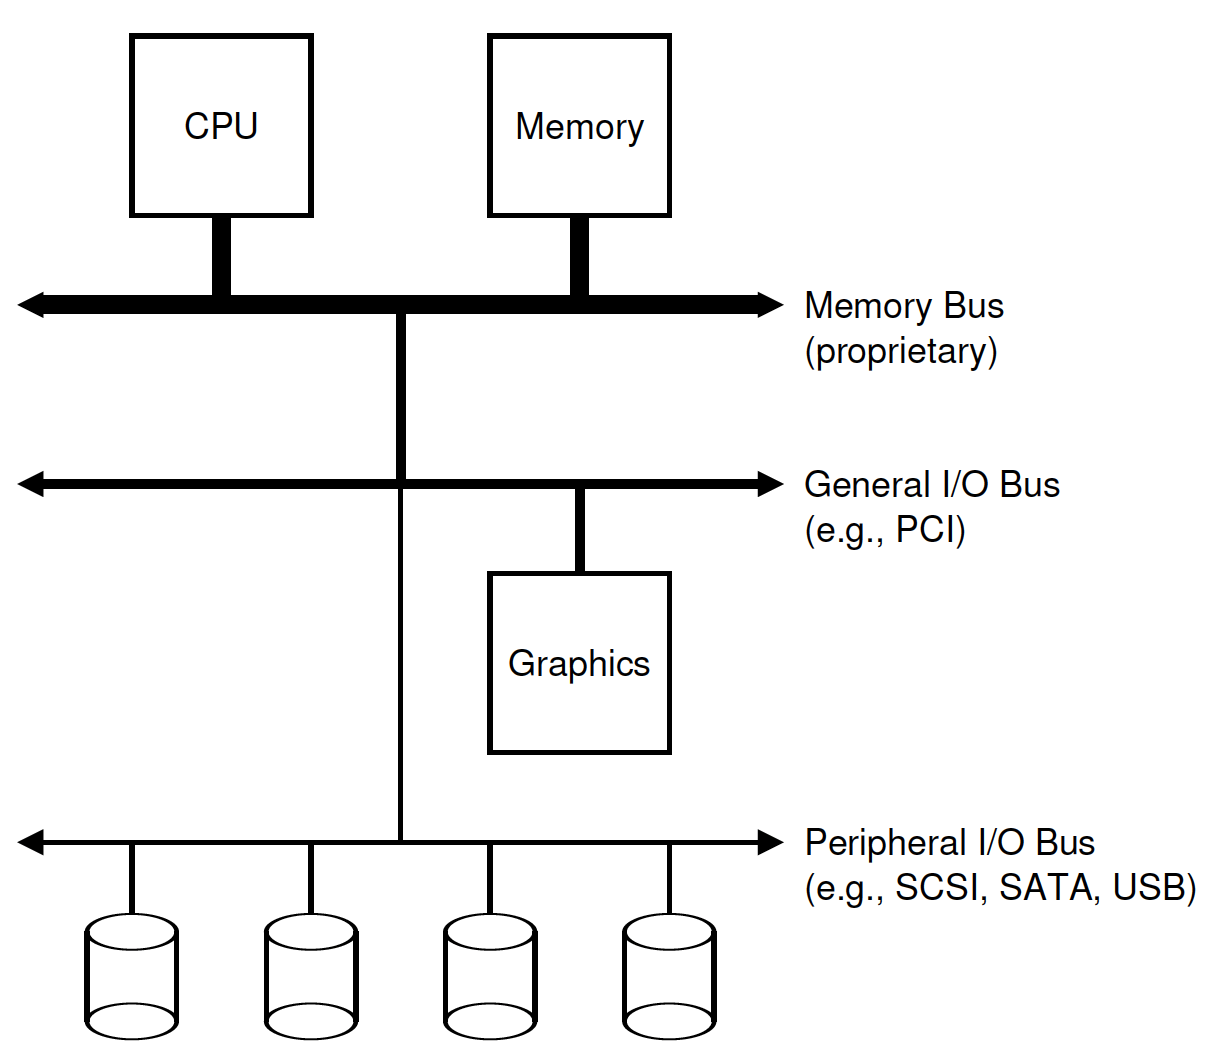 CPU
Memory
Memory Bus
(proprietary)
General I/O Bus
(e.g., PCI)
Graphics
Peripheral I/O Bus
(e.g., SCSI, SATA, USB)